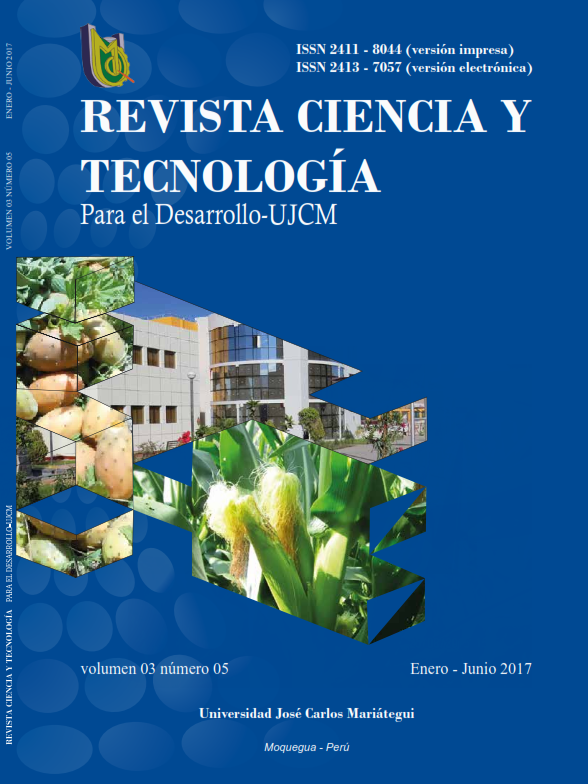 ISSN 2411 - 8044 (versión impresa)
ISSN 2413 - 7057 (versión electrónica)
REVISTA CIENCIA Y
TECNOLOGÍA
Para el Desarrollo-UJCM
volumen 03 número 05
Enero - Junio 2017
Universidad José Carlos Mariátegui
Moquegua - Perú
REVISTA CIENCIA Y TECNOLOGÍA PARA EL DESARROLLO-UJCM
VOLUMEN 03 NÚMERO 05
ENERO - JUNIO 2017